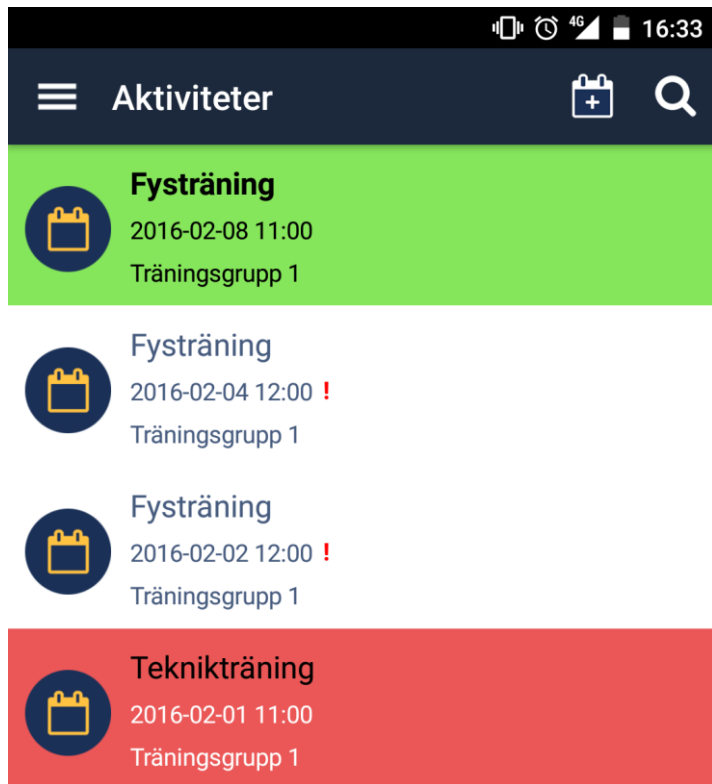 4G 16:33
Aktiviteter
Fysträning
2016-02-08 11:00
Träningsgrupp 1
Fysträning
2016-02-04 12:00 !
Träningsgrupp 1
Fysträning
2016-02-02 12:00 !
Träningsgrupp 1
Teknikträning
2016-02-01 11:00
Träningsgrupp 1